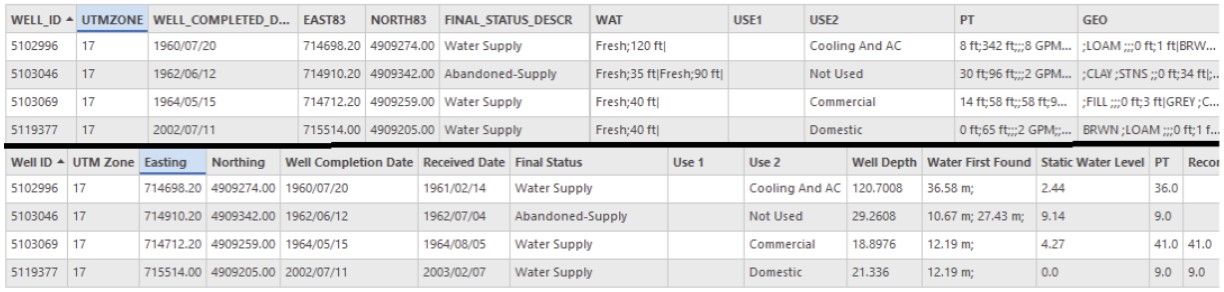 WELL_ID UTMZONE WELL_COMPLETED_D... EAST83 NORTH83 FINAL_STATUS_DESCR WAT USE1 USE2 PT GEO
5102996 17 1960/07/20 714698.20 4909274.00 Water Supply Fresh;120 ft| Cooling And AC 8 ft;342 ft;;;8 GPM... ;LOAM ;;;0 ft;1 ft|BRW...
5103046 17 1962/06/12 714910.20 4909342.00 Abandoned-Supply Fresh;35 ft|Fresh;90 ft| Not Used 30 ft;96 ft;;;2 GPM... ;CLAY ;STNS ;;0 ft;34 ft|;...
5103069 17 1964/05/15 714712.20 4909259.00 Water Supply Fresh;40 ft| Commercial 14 ft;58 ft;;58 ft;9... ;FILL ;;;0 ft;3 ft|GREY ;C...
5119377 17 2002/07/11 715514.00 4909205.00 Water Supply Fresh;40 ft| Domestic 0 ft;65 ft;;;2 GPM;;... BRWN ;LOAM ;;;0 ft;1 f...
Well ID UTM Zone Easting Northing Well Completion Date Received Date Final Status Use 1 Use 2 Well Depth Water First Found Static Water Level PT Recor
5102996 17 714698.20 4909274.00 1960/07/20 1961/02/14 Water Supply Cooling And AC 120.7008 36.58 m; 2.44 36.0
5103046 17 714910.20 4909342.00 1962/06/12 1962/07/04 Abandoned-Supply Not Used 29.2608 10.67 m; 27.43 m; 9.14 9.0
5103069 17 714712.20 4909259.00 1964/05/15 1964/08/05 Water Supply Commercial 18.8976 12.19 m; 4.27 41.0 41.0
5119377 17 715514.00 4909205.00 2002/07/11 2003/02/07 Water Supply Domestic 21.336 12.19 m; 0.0 9.0 9.0